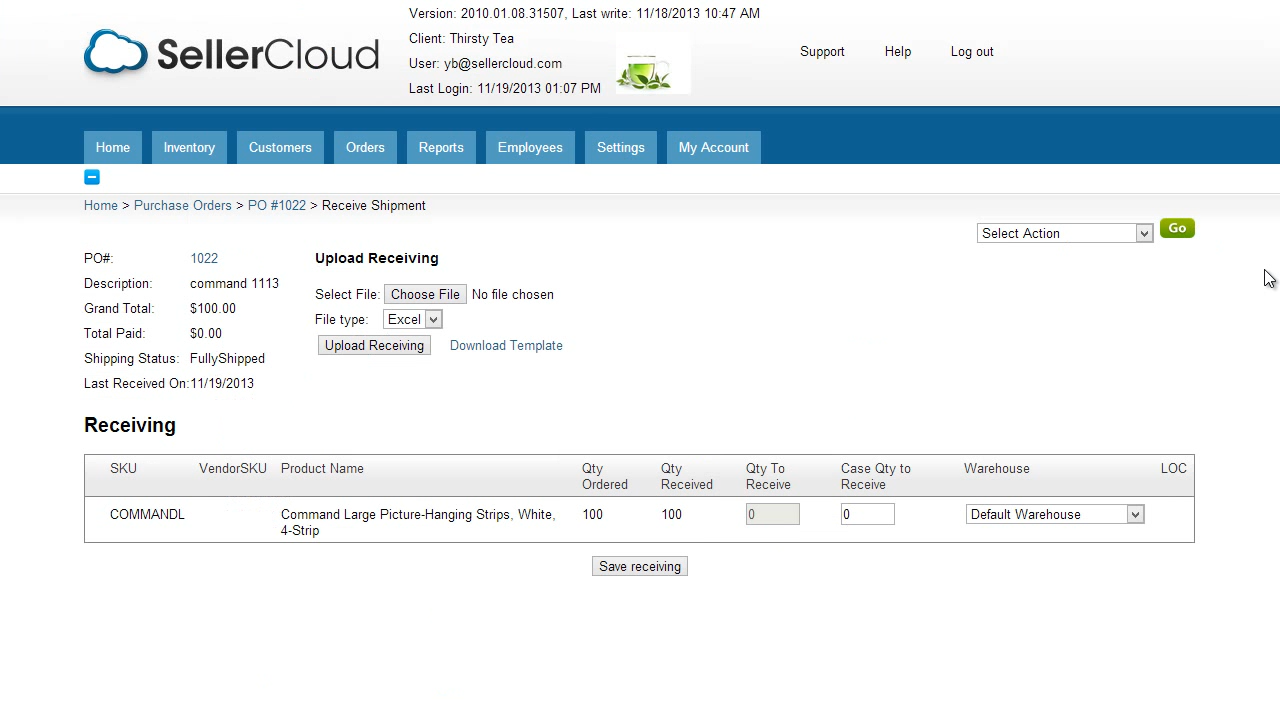 SellerCloud
Version: 2010.01.08.31507, Last write: 11/18/2013 10:47 AM
Client: Thirsty Tea
User: yb@sellercloud.com
Last Login: 11/19/2013 01:07 PM
Support Help Log out
Home Inventory Customers Orders Reports Employees Settings My Account
Home > Purchase Orders > PO #1022 > Receive Shipment
Select Action Go
PO#: 1022
Description: command 1113
Grand Total: $100.00
Total Paid: $0.00
Shipping Status: FullyShipped
Last Received On:11/19/2013
Upload Receiving
Select File: Choose File No file chosen
File type: Excel
Upload Receiving Download Template
Receiving
SKU VendorSKU Product Name Qty Ordered Qty Received Qty To Receive Case Qty to Receive Warehouse LOC
COMMANDL Command Large Picture-Hanging Strips, White, 100 100 0 0 Default Warehouse
4-Strip
Save receiving